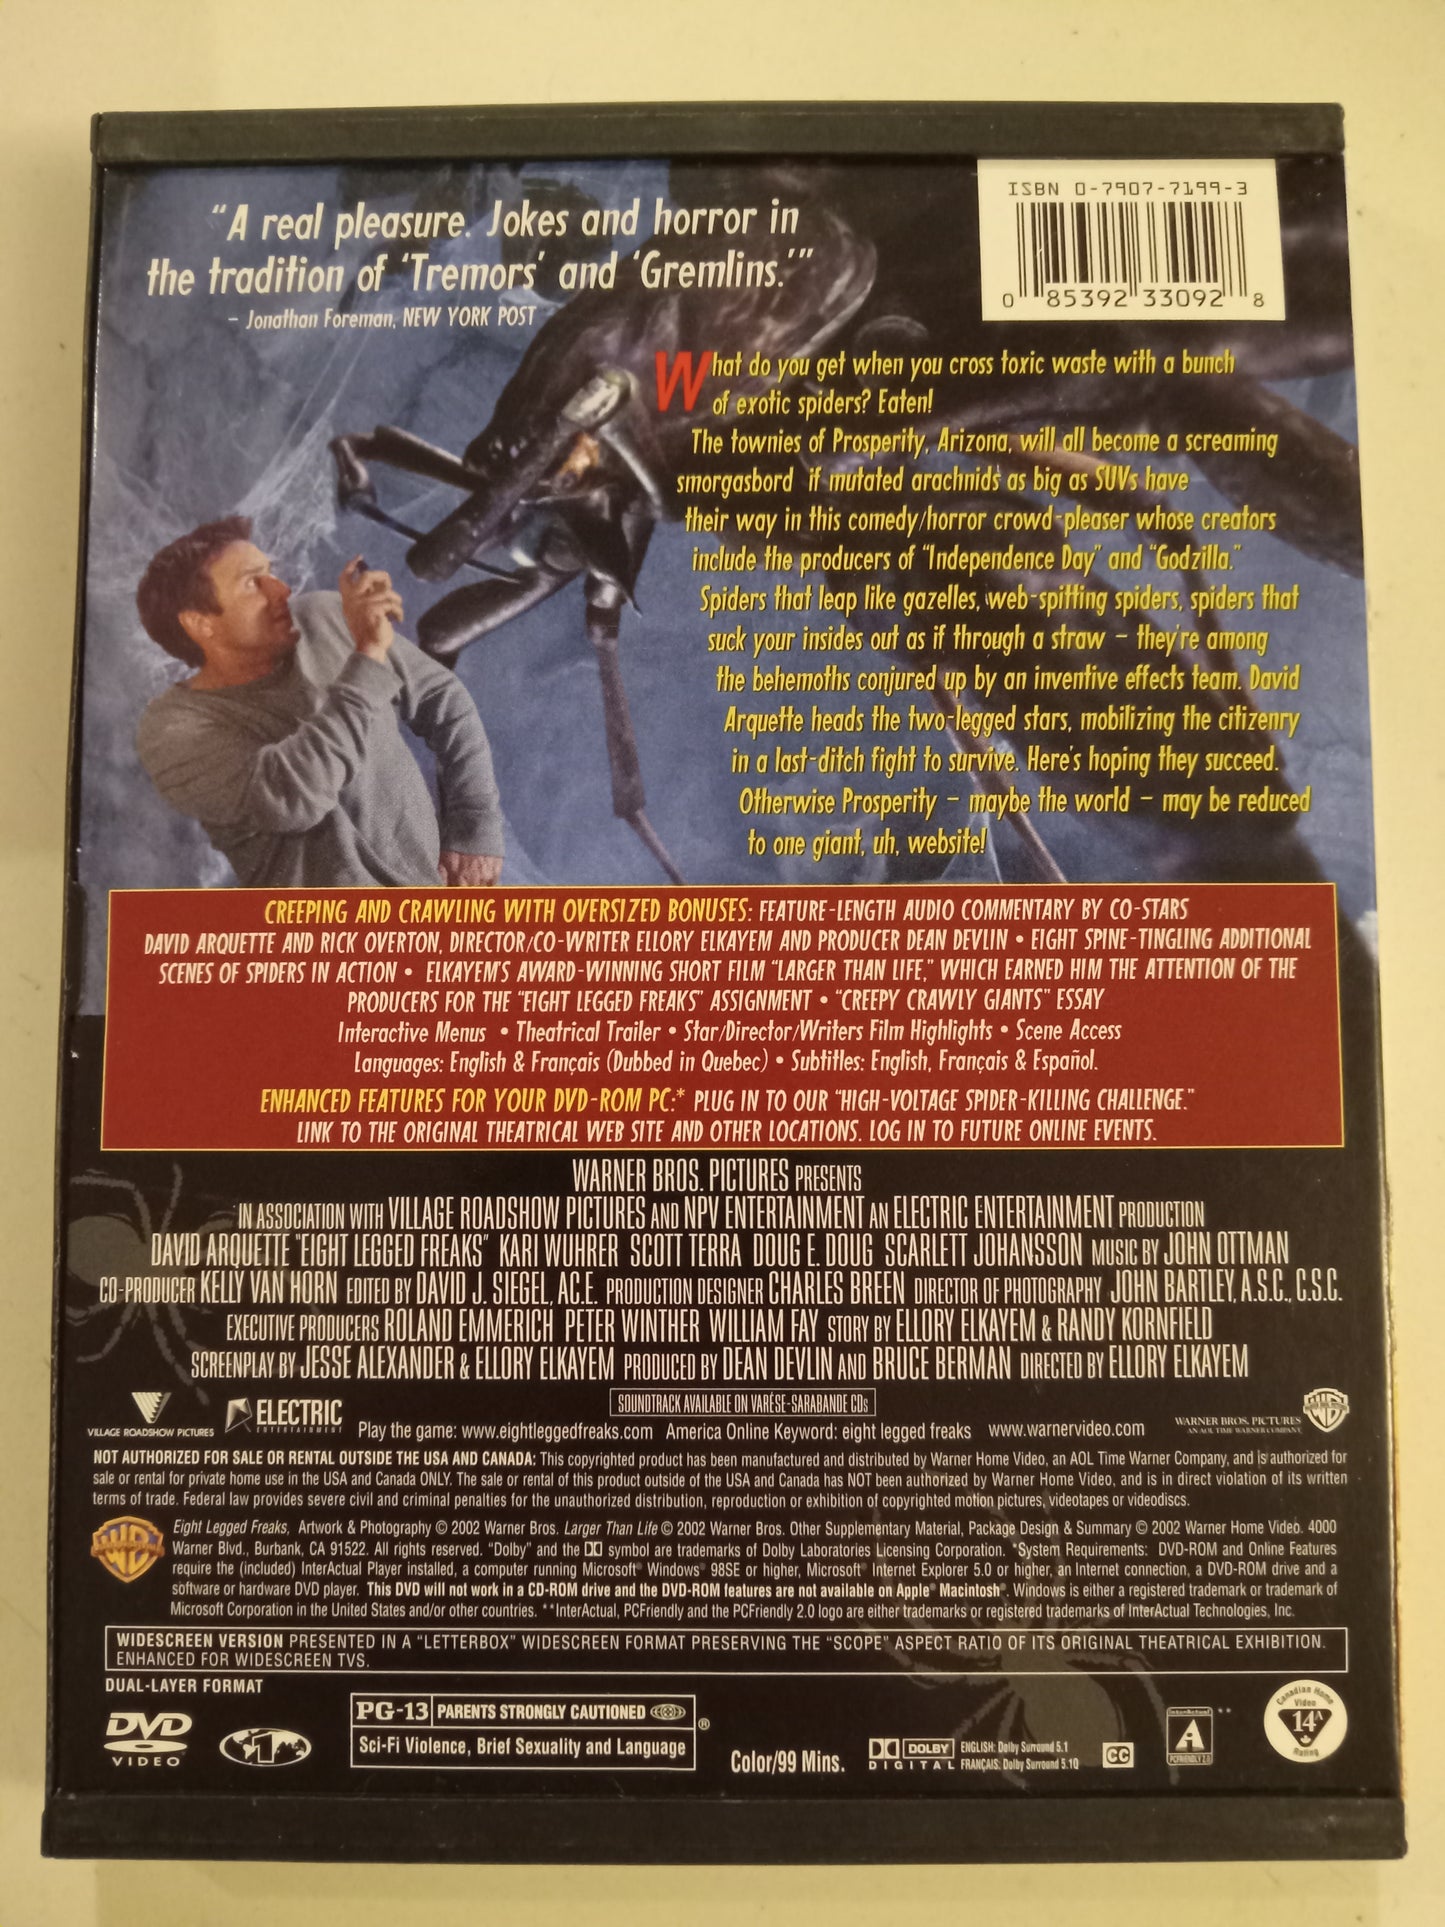 "A real pleasure. Jokes and horror in
the tradition of 'Tremors' and 'Gremlins.'"
– Jonathan Foreman, NEW YORK POST
ISBN 0-7907-7199-3
0 85392 33092 8
What do you get when you cross toxic waste with a bunch
of exotic spiders? Eaten!
The townies of Prosperity, Arizona, will all become a screaming
smorgasbord if mutated arachnids as big as SUVs have
their way in this comedy/horror crowd-pleaser whose creators
include the producers of "Independence Day" and "Godzilla."
Spiders that leap like gazelles, web-spitting spiders, spiders that
suck your insides out as if through a straw – they're among
the behemoths conjured up by an inventive effects team. David
Arquette heads the two-legged stars, mobilizing the citizenry
in a last-ditch fight to survive. Here's hoping they succeed.
Otherwise Prosperity – maybe the world – may be reduced
to one giant, uh, website!
CREEPING AND CRAWLING WITH OVERSIZED BONUSES: FEATURE-LENGTH AUDIO COMMENTARY BY CO-STARS
DAVID ARQUETTE AND RICK OVERTON, DIRECTOR/CO-WRITER ELLORY ELKAYEM AND PRODUCER DEAN DEVLIN • EIGHT SPINE-TINGLING ADDITIONAL
SCENES OF SPIDERS IN ACTION • ELKAYEM'S AWARD-WINNING SHORT FILM "LARGER THAN LIFE," WHICH EARNED HIM THE ATTENTION OF THE
PRODUCERS FOR THE "EIGHT LEGGED FREAKS" ASSIGNMENT • "CREEPY CRAWLY GIANTS" ESSAY
Interactive Menus • Theatrical Trailer • Star/Director/Writers Film Highlights • Scene Access
Languages: English & Français (Dubbed in Quebec) • Subtitles: English, Français & Español.
ENHANCED FEATURES FOR YOUR DVD-ROM PC:* PLUG IN TO OUR "HIGH-VOLTAGE SPIDER-KILLING CHALLENGE."
LINK TO THE ORIGINAL THEATRICAL WEB SITE AND OTHER LOCATIONS. LOG IN TO FUTURE ONLINE EVENTS.
WARNER BROS. PICTURES PRESENTS
IN ASSOCIATION WITH VILLAGE ROADSHOW PICTURES AND NPV ENTERTAINMENT AN ELECTRIC ENTERTAINMENT PRODUCTION
DAVID ARQUETTE "EIGHT LEGGED FREAKS" KARI WUHRER SCOTT TERRA DOUG E. DOUG SCARLETT JOHANSSON MUSIC BY JOHN OTTMAN
CO-PRODUCER KELLY VAN HORN EDITED BY DAVID J. SIEGEL, A.C.E. PRODUCTION DESIGNER CHARLES BREEN DIRECTOR OF PHOTOGRAPHY JOHN BARTLEY, A.S.C., C.S.C.
EXECUTIVE PRODUCERS ROLAND EMMERICH PETER WINTHER WILLIAM FAY STORY BY ELLORY ELKAYEM & RANDY KORNFIELD
SCREENPLAY BY JESSE ALEXANDER & ELLORY ELKAYEM PRODUCED BY DEAN DEVLIN AND BRUCE BERMAN DIRECTED BY ELLORY ELKAYEM
SOUNDTRACK AVAILABLE ON VARÈSE-SARABANDE CDs
VILLAGE ROADSHOW PICTURES ELECTRIC ENTERTAINMENT Play the game: www.eightleggedfreaks.com America Online Keyword: eight legged freaks www.warnervideo.com WARNER BROS. PICTURES
AN AOL TIME WARNER COMPANY
NOT AUTHORIZED FOR SALE OR RENTAL OUTSIDE THE USA AND CANADA: This copyrighted product has been manufactured and distributed by Warner Home Video, an AOL Time Warner Company, and is authorized for
sale or rental for private home use in the USA and Canada ONLY. The sale or rental of this product outside of the USA and Canada has NOT been authorized by Warner Home Video, and is in direct violation of its written
terms of trade. Federal law provides severe civil and criminal penalties for the unauthorized distribution, reproduction or exhibition of copyrighted motion pictures, videotapes or videodiscs.
Eight Legged Freaks, Artwork & Photography © 2002 Warner Bros. Larger Than Life © 2002 Warner Bros. Other Supplementary Material, Package Design & Summary © 2002 Warner Home Video. 4000
Warner Blvd., Burbank, CA 91522. All rights reserved. "Dolby" and the DD symbol are trademarks of Dolby Laboratories Licensing Corporation. *System Requirements: DVD-ROM and Online Features
require the (included) InterActual Player installed, a computer running Microsoft® Windows® 98SE or higher, Microsoft® Internet Explorer 5.0 or higher, an Internet connection, a DVD-ROM drive and a
software or hardware DVD player. This DVD will not work in a CD-ROM drive and the DVD-ROM features are not available on Apple® Macintosh®. Windows is either a registered trademark or trademark of
Microsoft Corporation in the United States and/or other countries. **InterActual, PCFriendly and the PCFriendly 2.0 logo are either trademarks or registered trademarks of InterActual Technologies, Inc.
WIDESCREEN VERSION PRESENTED IN A "LETTERBOX" WIDESCREEN FORMAT PRESERVING THE "SCOPE" ASPECT RATIO OF ITS ORIGINAL THEATRICAL EXHIBITION.
ENHANCED FOR WIDESCREEN TVS.
DUAL-LAYER FORMAT
DVD
VIDEO
1
PG-13 PARENTS STRONGLY CAUTIONED ®
Sci-Fi Violence, Brief Sexuality and Language
Color/99 Mins.
DOLBY
DIGITAL
ENGLISH: Dolby Surround 5.1
FRANÇAIS: Dolby Surround 5.1
CC
InterActual **
PCFRIENDLY 2.0
Canadian Home
Video
14A
Rating